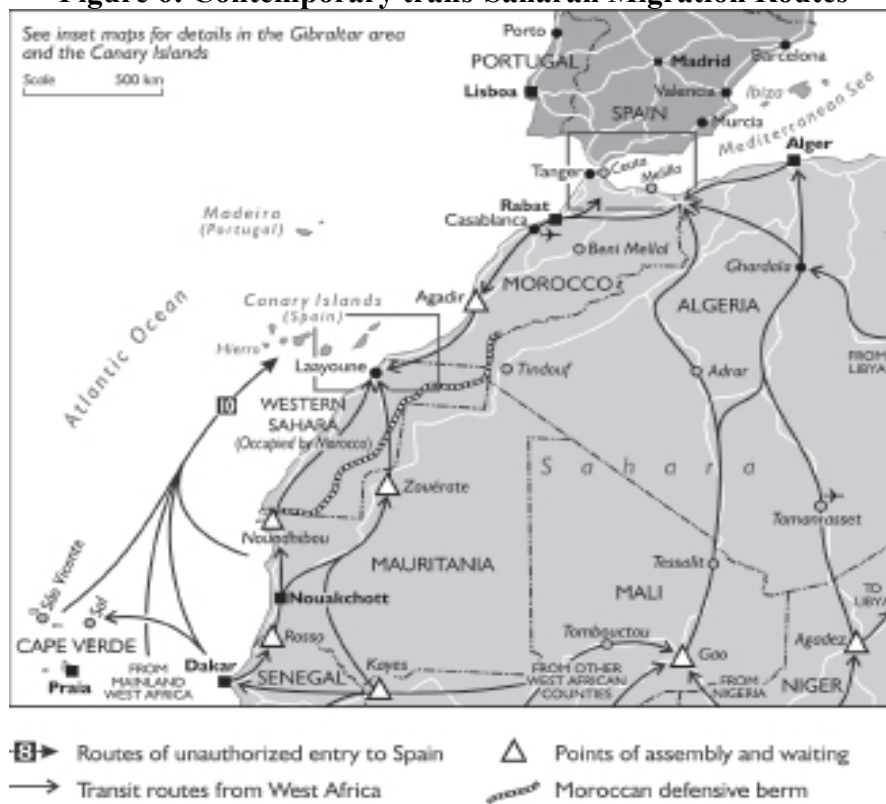 Figure 6: Contemporary trans-Saharan Migration Routes
See inset maps for details in the Gibraltar area
and the Canary Islands
Scale 500 km
Porto
PORTUGAL
Madrid
Barcelona
Lisboa
Valencia
Ibiza
SPAIN
Murcia
Mediterranean Sea
Alger
Tanger
Ceuta
Melilla
Rabat
Casablanca
Madeira
(Portugal)
Beni Mellal
Ghardaïa
MOROCCO
Agadir
ALGERIA
Canary Islands
(Spain)
Atlantic Ocean
Hierro
Laayoune
Tindouf
Adrar
FROM
LIBYA
10
WESTERN
SAHARA
(Occupied by Morocco)
Sahara
Zouérate
Tamanrasset
Nouadhibou
MAURITANIA
Tessalit
Nouakchott
MALI
TO
LIBYA
São Vicente
Sal
Rosso
Tombouctou
Agadez
CAPE VERDE
Gao
Praia
FROM
MAINLAND
WEST AFRICA
Dakar
SENEGAL
Kayes
FROM OTHER
WEST AFRICAN
COUNTIES
FROM
NIGERIA
NIGER
8 Routes of unauthorized entry to Spain
Points of assembly and waiting
Transit routes from West Africa
Moroccan defensive berm